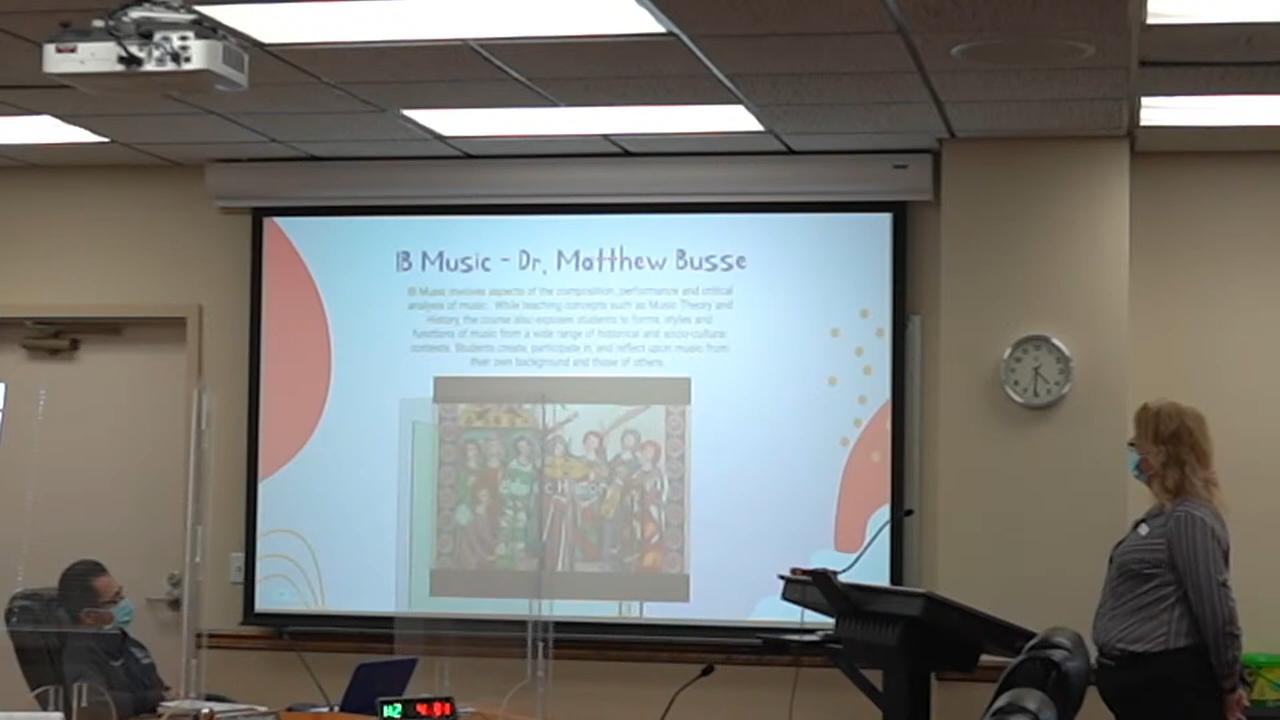 IB Music - Dr. Matthew Busse
IB Music involves aspects of the composition, performance and critical
analysis of music. While teaching concepts such as Music Theory and
History, the course also exposes students to forms, styles and
functions of music from a wide range of historical and socio-cultural
contexts. Students create, participate in, and reflect upon music from
their own background and those of others.
Music History